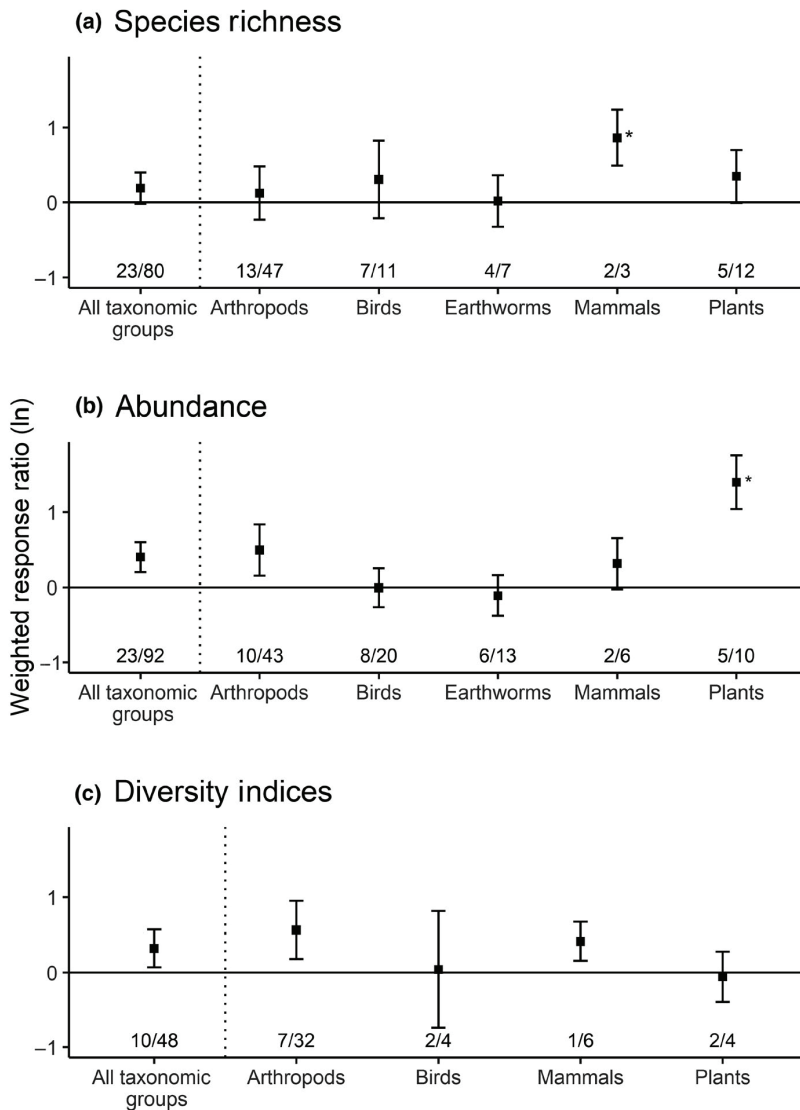 (a) Species richness
1
0
−1
23/80 13/47 7/11 4/7 2/3 5/12
*
All taxonomic groups Arthropods Birds Earthworms Mammals Plants
Weighted response ratio (ln)
(b) Abundance
1
0
−1
23/92 10/43 8/20 6/13 2/6 5/10
*
All taxonomic groups Arthropods Birds Earthworms Mammals Plants
(c) Diversity indices
1
0
−1
10/48 7/32 2/4 1/6 2/4
All taxonomic groups Arthropods Birds Mammals Plants